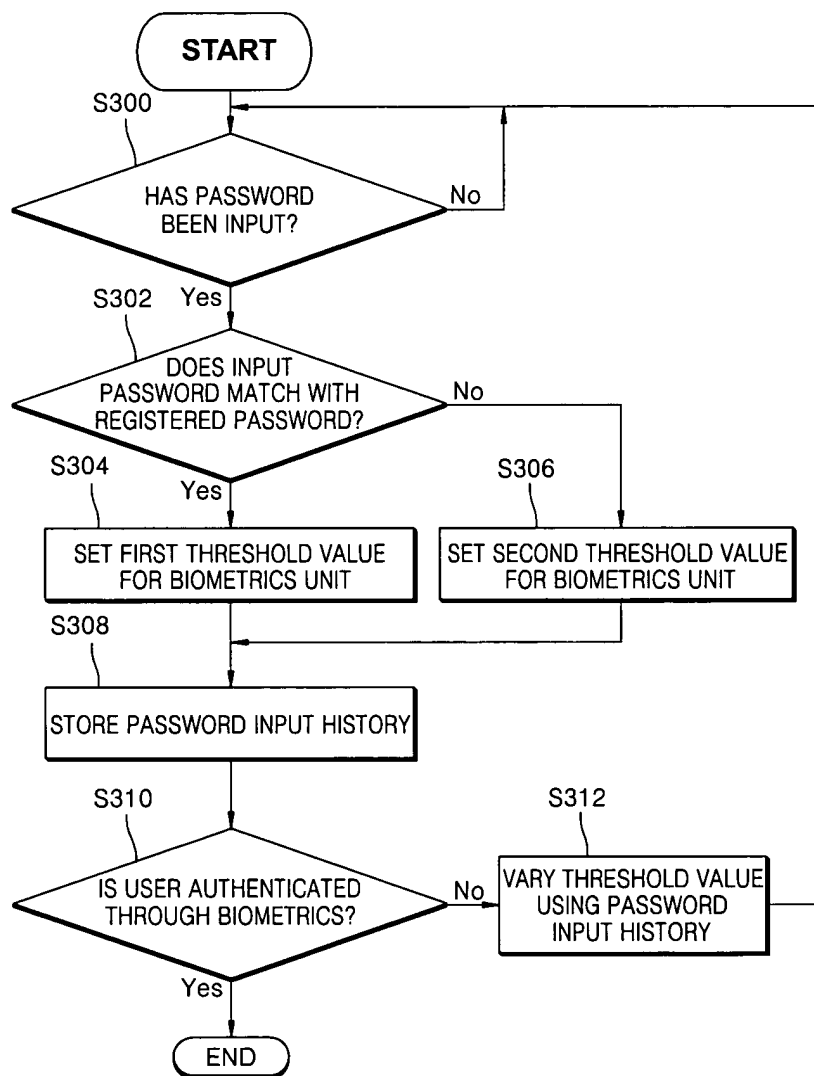 START
S300
HAS PASSWORD
BEEN INPUT?
No
Yes
S302
DOES INPUT
PASSWORD MATCH WITH
REGISTERED PASSWORD?
No
Yes
S304
SET FIRST THRESHOLD VALUE
FOR BIOMETRICS UNIT
S306
SET SECOND THRESHOLD VALUE
FOR BIOMETRICS UNIT
S308
STORE PASSWORD INPUT HISTORY
S310
IS USER AUTHENTICATED
THROUGH BIOMETRICS?
No
Yes
S312
VARY THRESHOLD VALUE
USING PASSWORD
INPUT HISTORY
END